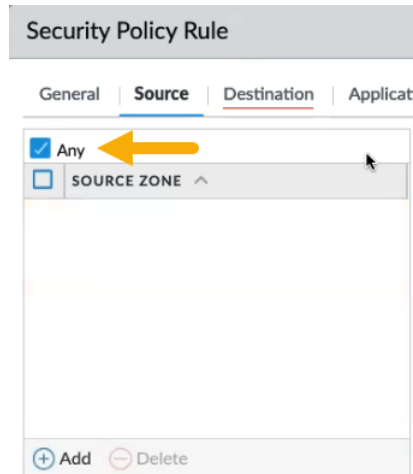 Security Policy Rule
General Source Destination Applicat
Any
SOURCE ZONE
Add Delete